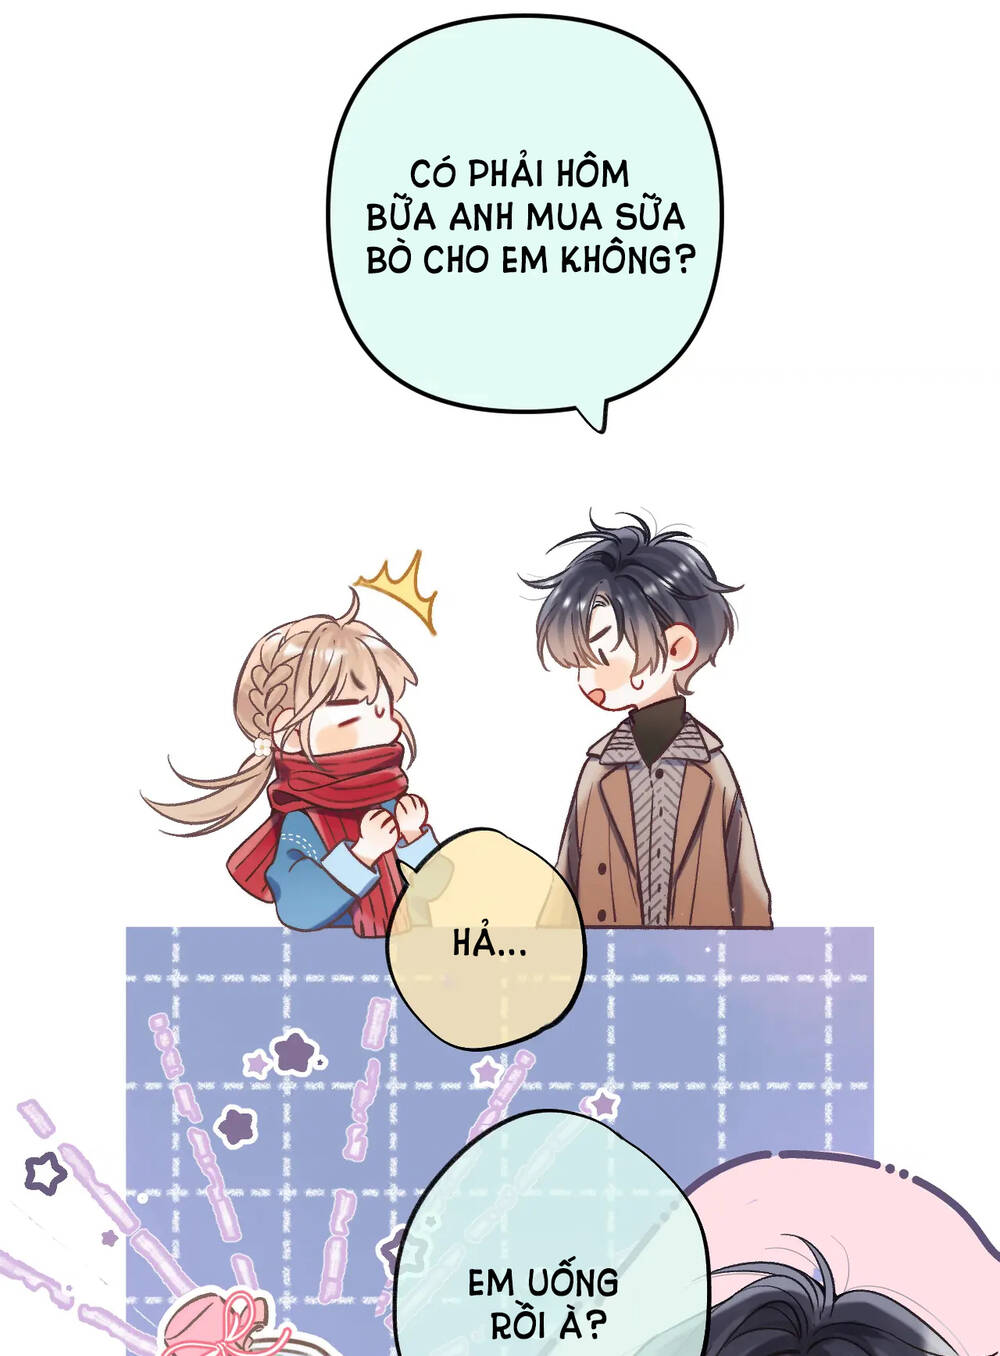 CÓ PHẢI HÔM
BỮA ANH MUA SỮA
BÒ CHO EM KHÔNG?
HẢ...
EM UỐNG
RỒI À?